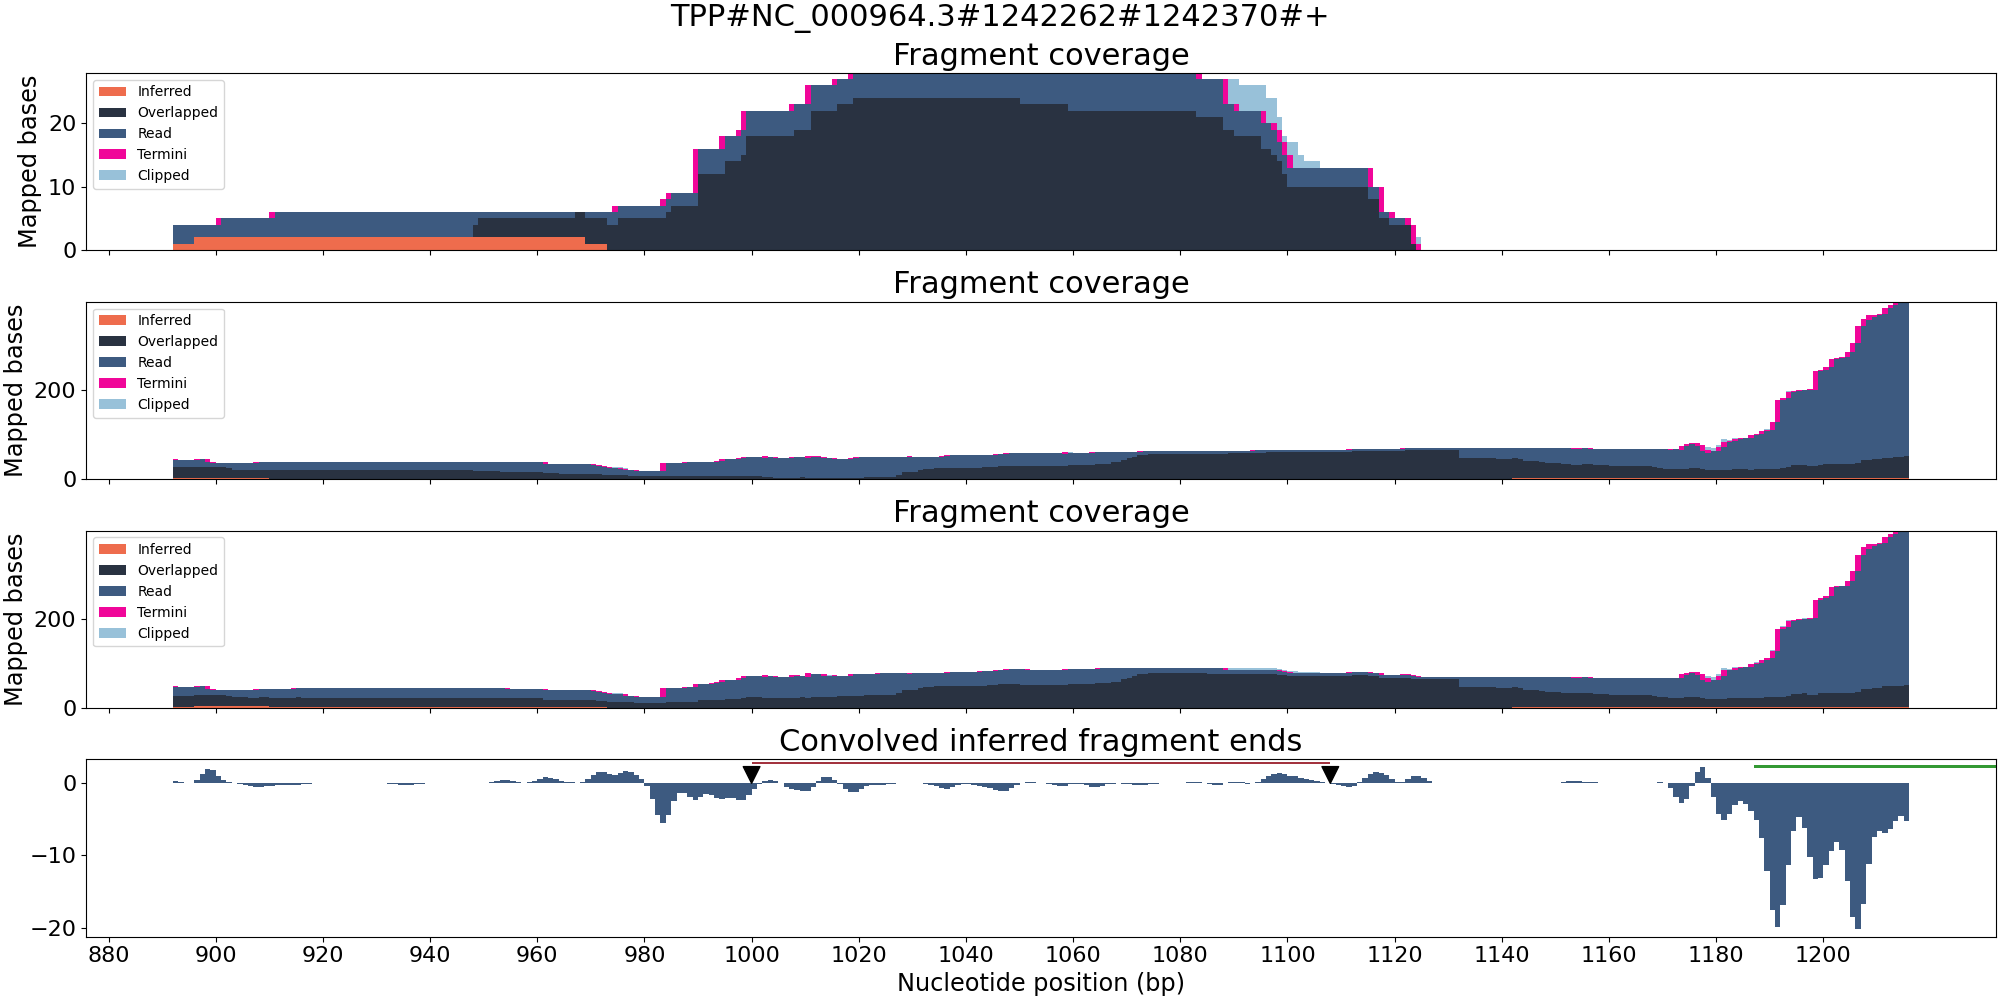 TPP#NC_000964.3#1242262#1242370#+
Fragment coverage
Mapped bases
20
10
0
Inferred
Overlapped
Read
Termini
Clipped
Fragment coverage
Mapped bases
200
0
Inferred
Overlapped
Read
Termini
Clipped
Fragment coverage
Mapped bases
200
0
Inferred
Overlapped
Read
Termini
Clipped
Convolved inferred fragment ends
0
−10
−20
880 900 920 940 960 980 1000 1020 1040 1060 1080 1100 1120 1140 1160 1180 1200
Nucleotide position (bp)